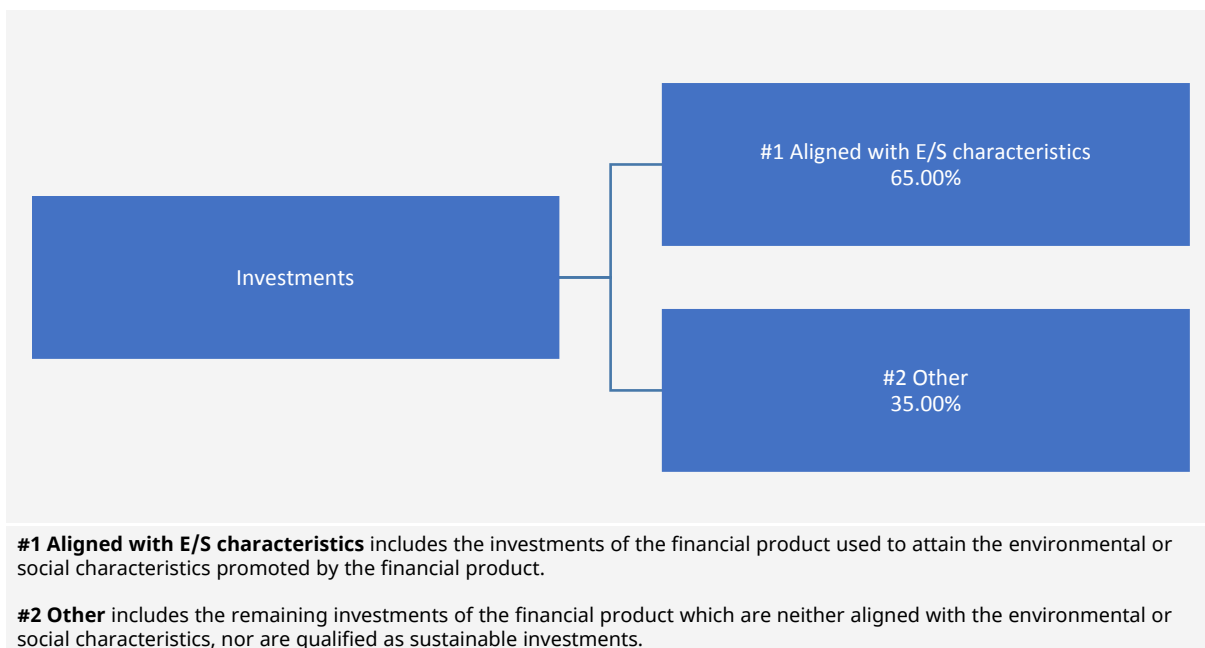 #1 Aligned with E/S characteristics
65.00%
Investments
#2 Other
35.00%
#1 Aligned with E/S characteristics includes the investments of the financial product used to attain the environmental or
social characteristics promoted by the financial product.
#2 Other includes the remaining investments of the financial product which are neither aligned with the environmental or
social characteristics, nor are qualified as sustainable investments.